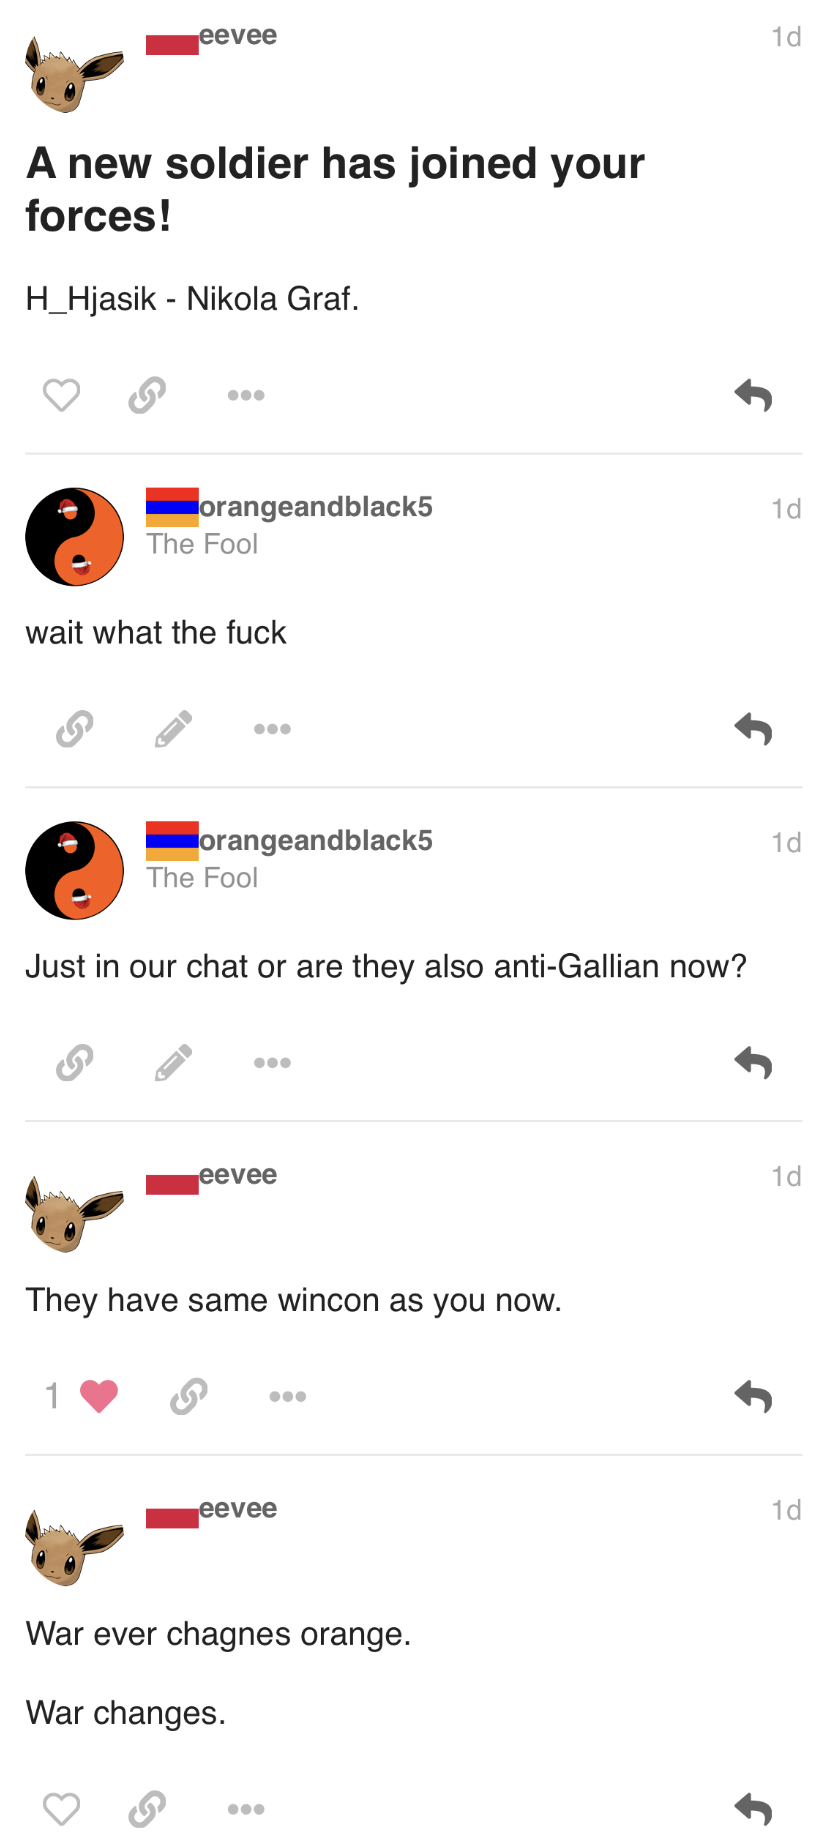 eevee
1d
A new soldier has joined your
forces!
H_Hjasik - Nikola Graf.
orangeandblack5
1d
The Fool
wait what the fuck
orangeandblack5
1d
The Fool
Just in our chat or are they also anti-Gallian now?
eevee
1d
They have same wincon as you now.
1
eevee
1d
War ever chagnes orange.
War changes.